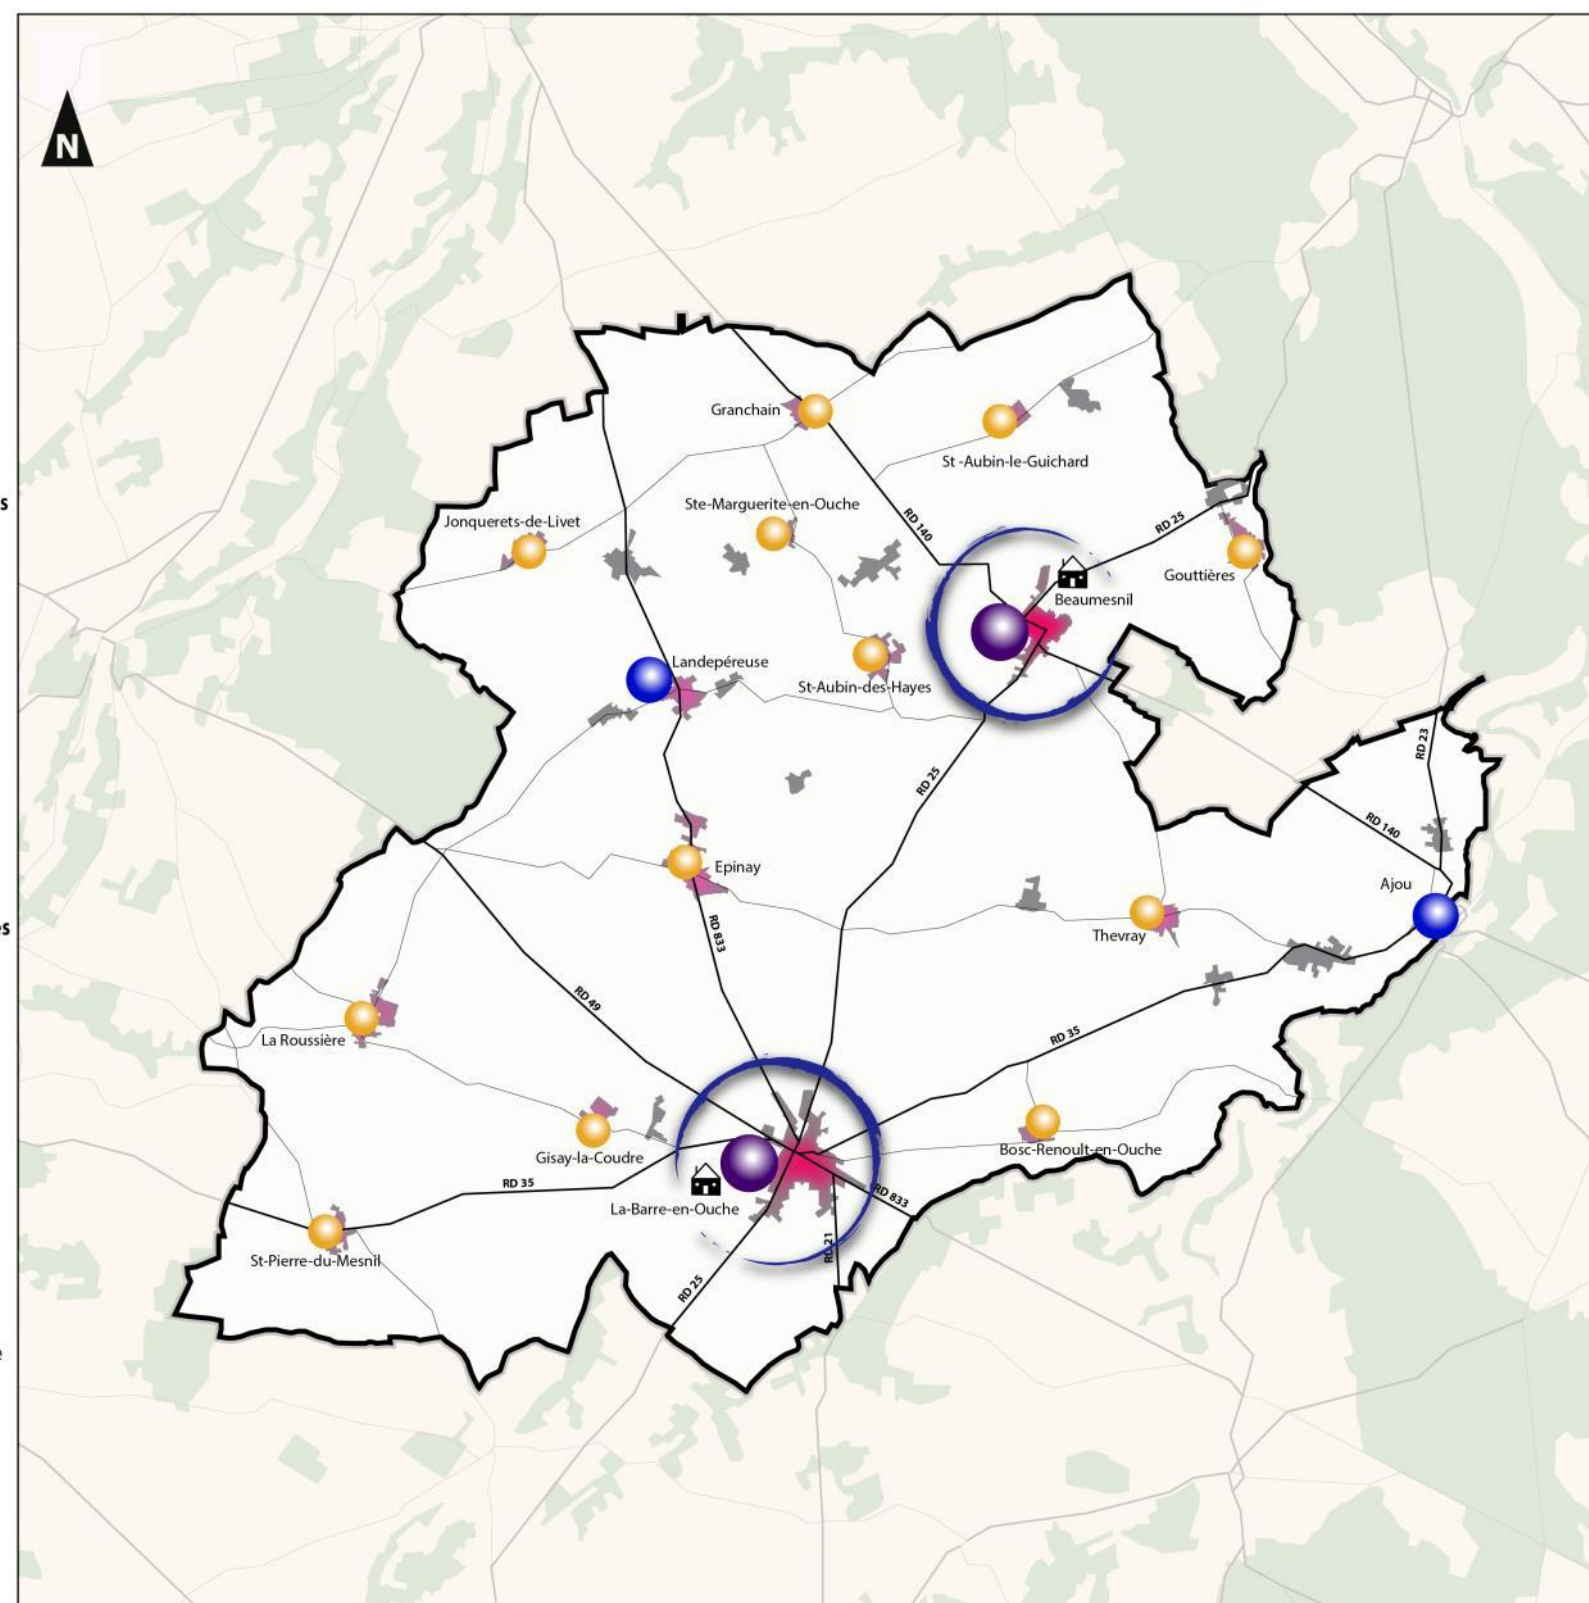 N
Granchain
St -Aubin-le-Guichard
s
Ste-Marguerite-en-Ouche
Jonquerets-de-Livet
RD 140
RD 25
Gouttières
Beaumesnil
Landepéreuse
St-Aubin-des-Hayes
RD 23
RD 25
RD 140
Epinay
Ajou
es
RD 833
Thevray
RD 49
La Roussière
RD 35
Gisay-la-Coudre
Bosc-Renoult-en-Ouche
RD 35
RD 833
La-Barre-en-Ouche
RD 21
St-Pierre-du-Mesnil
RD 25
e